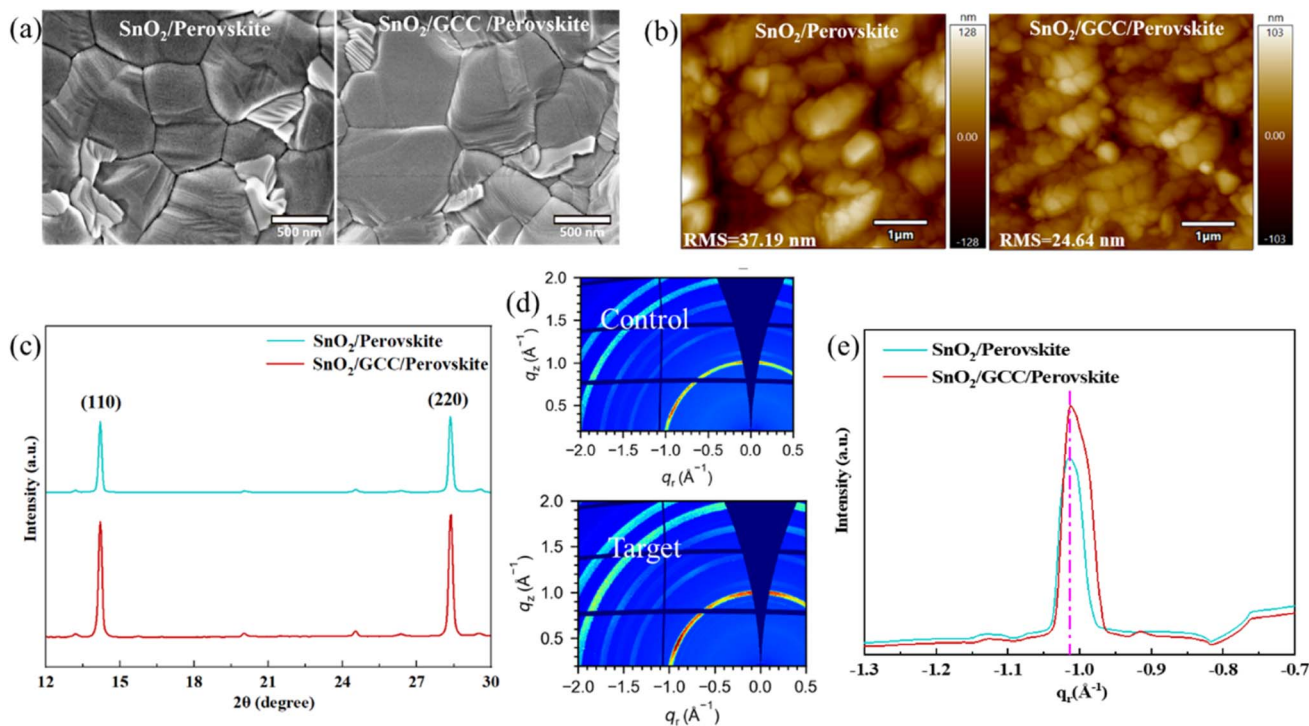 (a)
SnO₂/Perovskite
SnO₂/GCC /Perovskite
500 nm
500 nm
(b)
SnO₂/Perovskite
RMS=37.19 nm
1μm
nm
128
0.00
-128
SnO₂/GCC/Perovskite
RMS=24.64 nm
1μm
nm
103
0.00
-103
(c)
SnO₂/Perovskite
SnO₂/GCC/Perovskite
(110)
(220)
Intensity (a.u.)
12 15 18 21 24 27 30
2θ (degree)
(d)
Control
2.0
1.5
1.0
0.5
qz (Å⁻¹)
-2.0 -1.5 -1.0 -0.5 0.0 0.5
qr (Å⁻¹)
Target
2.0
1.5
1.0
0.5
qz (Å⁻¹)
-2.0 -1.5 -1.0 -0.5 0.0 0.5
qr (Å⁻¹)
(e)
SnO₂/Perovskite
SnO₂/GCC/Perovskite
Intensity (a.u.)
-1.3 -1.2 -1.1 -1.0 -0.9 -0.8 -0.7
qr(Å⁻¹)